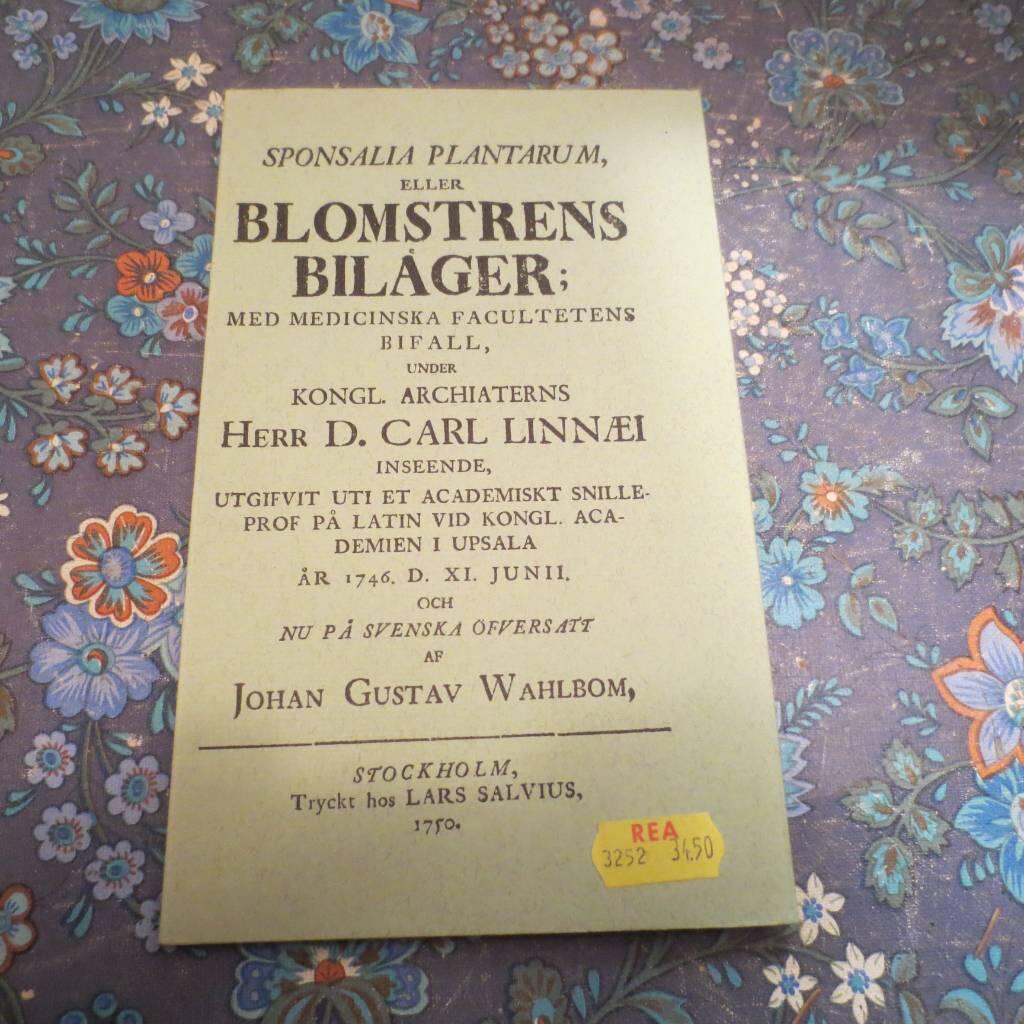 SPONSALIA PLANTARUM,
ELLER
BLOMSTRENS
BILÅGER;
MED MEDICINSKA FACULTETENS
BIFALL,
UNDER
KONGL. ARCHIATERNS
HERR D. CARL LINNÆI
INSEENDE,
UTGIFVIT UTI ET ACADEMISKT SNILLE-
PROF PÅ LATIN VID KONGL. ACA-
DEMIEN I UPSALA
ÅR 1746. D. XI. JUNII.
OCH
NU PÅ SVENSKA ÖFVERSATT
AF
JOHAN GUSTAV WAHLBOM,
STOCKHOLM,
Tryckt hos LARS SALVIUS,
1750.
REA
3252 34.50